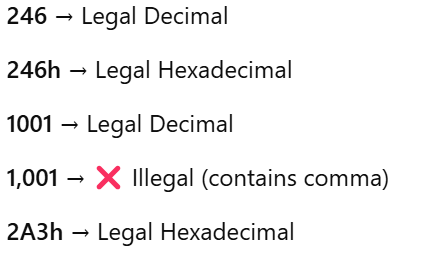 246 → Legal Decimal
246h → Legal Hexadecimal
1001 → Legal Decimal
1,001 → ❌ Illegal (contains comma)
2A3h → Legal Hexadecimal